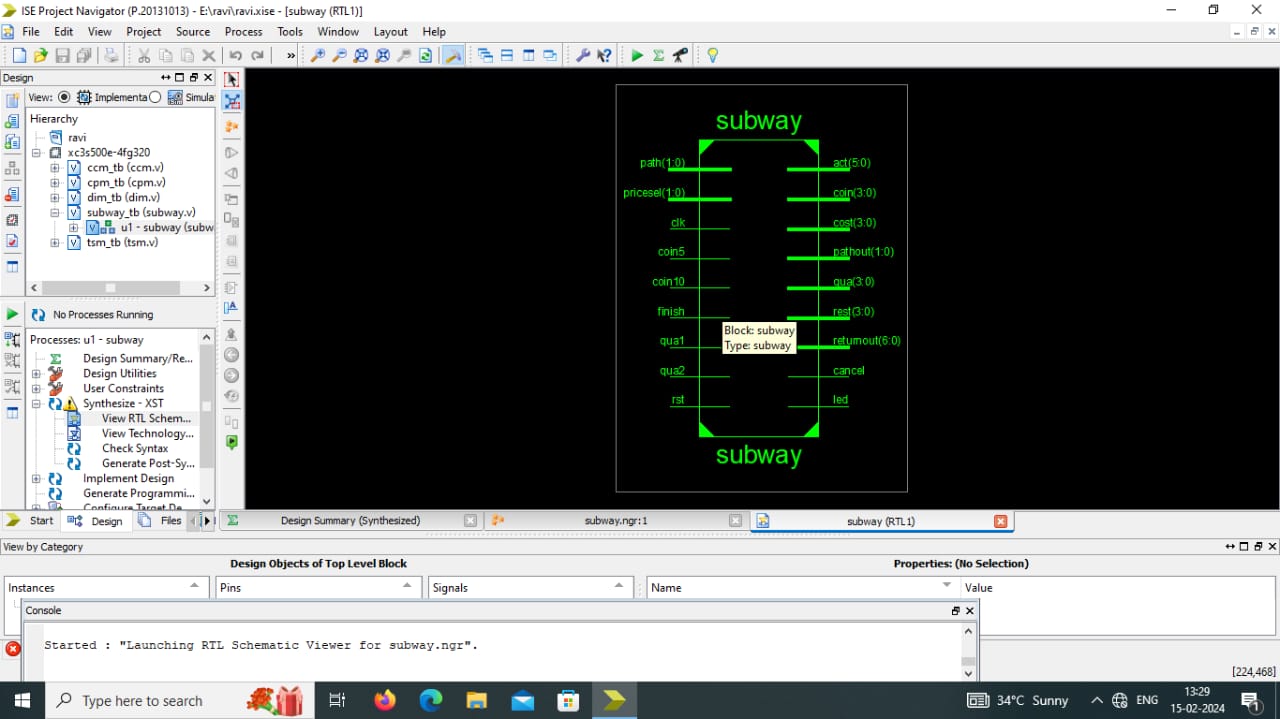 ISE Project Navigator (P.20131013) - E:\ravi\ravi.xise - [subway (RTL1)]
File Edit View Project Source Process Tools Window Layout Help
»
Design
View: Implementa Simula
Hierarchy
ravi
xc3s500e-4fg320
ccm_tb (ccm.v)
cpm_tb (cpm.v)
dim_tb (dim.v)
subway_tb (subway.v)
u1 - subway (subw
tsm_tb (tsm.v)
No Processes Running
Processes: u1 - subway
Design Summary/Re...
Design Utilities
User Constraints
Synthesize - XST
View RTL Schem...
View Technology...
Check Syntax
Generate Post-Sy...
Implement Design
Generate Programmi...
Configure Target De...
Start Design Files
subway
path(1:0) act(5:0)
pricesel(1:0) coin(3:0)
clk cost(3:0)
coin5 pathout(1:0)
coin10 qua(3:0)
finish rest(3:0)
Block: subway
Type: subway
qua1 returnout(6:0)
qua2 cancel
rst led
subway
Design Summary (Synthesized) subway.ngr:1 subway (RTL1)
View by Category
Design Objects of Top Level Block Properties: (No Selection)
Instances Pins Signals Name Value
Console
Started : "Launching RTL Schematic Viewer for subway.ngr".
[224,468]
Type here to search 34°C Sunny ENG 13:29
15-02-2024
1